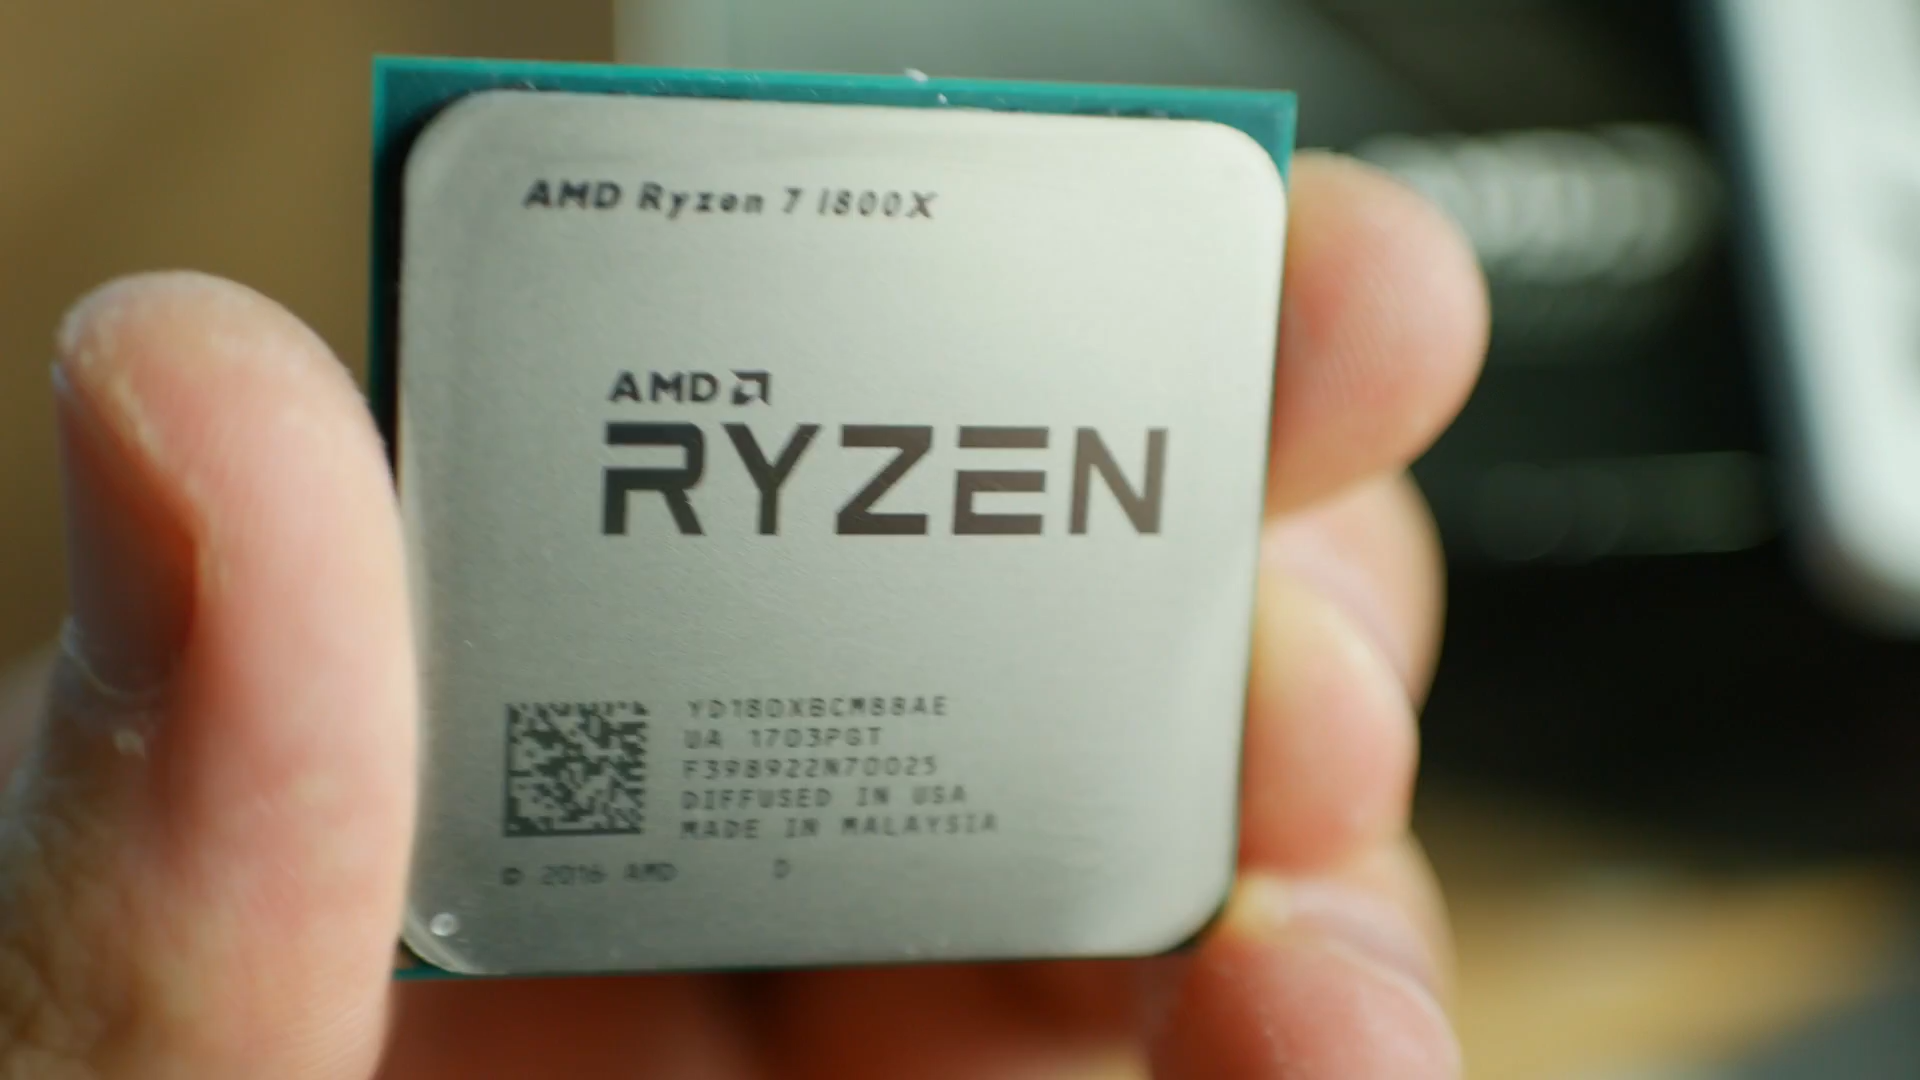 AMD Ryzen 7 1800X
AMD
RYZEN
YD180XBCM88AE
UA 1703PGT
F398922N70025
DIFFUSED IN USA
MADE IN MALAYSIA
© 2016 AMD D